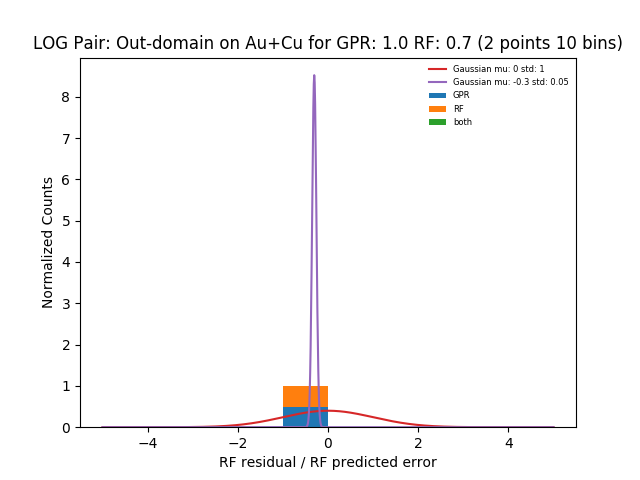 LOG Pair: Out-domain on Au+Cu for GPR: 1.0 RF: 0.7 (2 points 10 bins)
Gaussian mu: 0 std: 1
Gaussian mu: -0.3 std: 0.05
GPR
RF
both
Normalized Counts
8
7
6
5
4
3
2
1
0
−4
−2
0
2
4
RF residual / RF predicted error